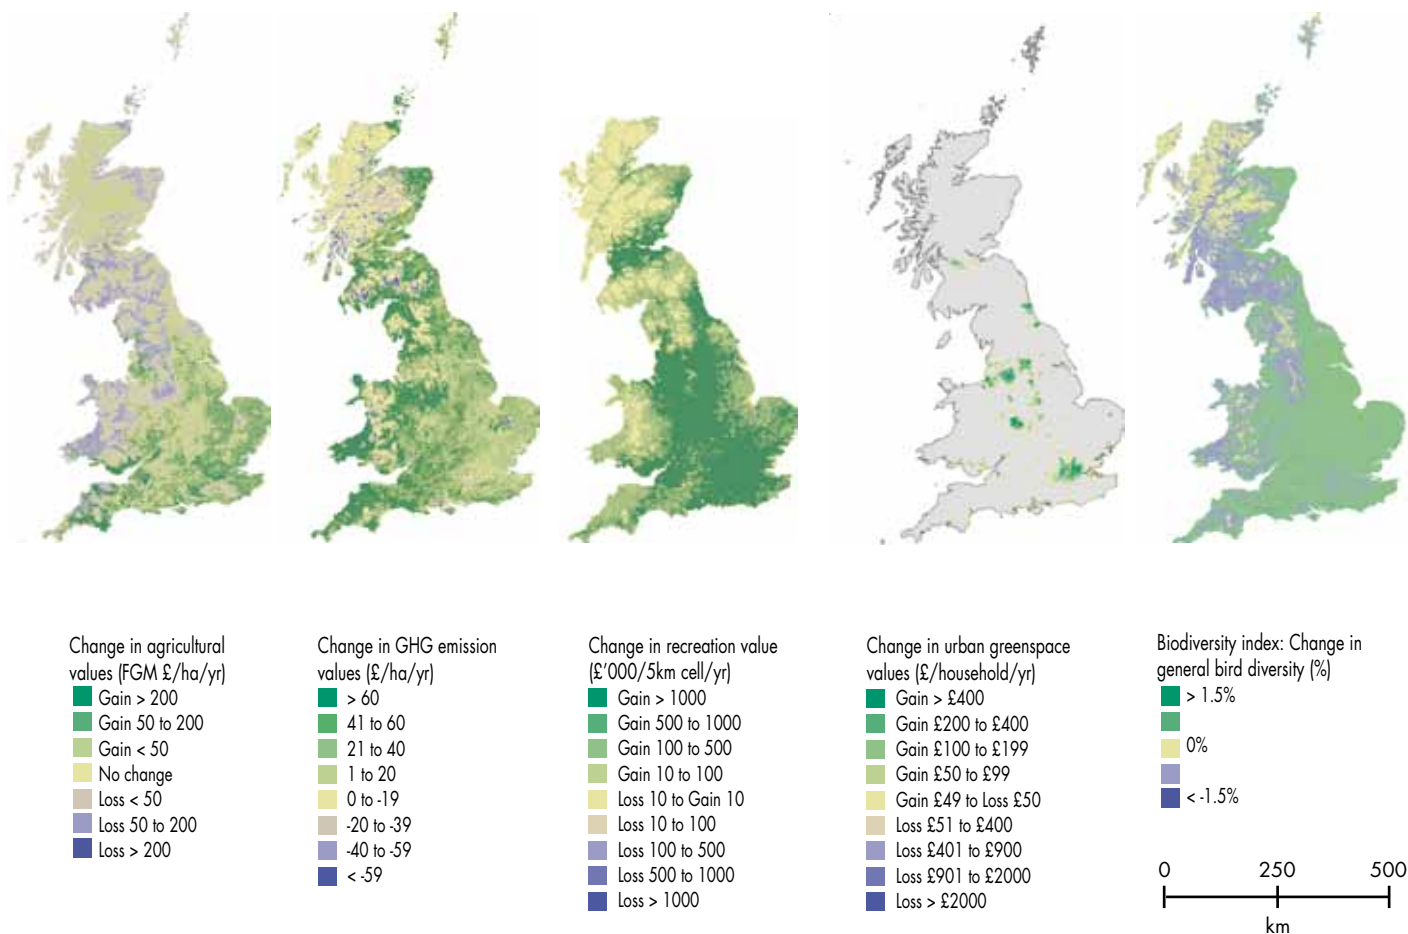 Change in agricultural
values (FGM £/ha/yr)
Gain > 200
Gain 50 to 200
Gain < 50
No change
Loss < 50
Loss 50 to 200
Loss > 200
Change in GHG emission
values (£/ha/yr)
> 60
41 to 60
21 to 40
1 to 20
0 to -19
-20 to -39
-40 to -59
< -59
Change in recreation value
(£'000/5km cell/yr)
Gain > 1000
Gain 500 to 1000
Gain 100 to 500
Gain 10 to 100
Loss 10 to Gain 10
Loss 10 to 100
Loss 100 to 500
Loss 500 to 1000
Loss > 1000
Change in urban greenspace
values (£/household/yr)
Gain > £400
Gain £200 to £400
Gain £100 to £199
Gain £50 to £99
Gain £49 to Loss £50
Loss £51 to £400
Loss £401 to £900
Loss £901 to £2000
Loss > £2000
Biodiversity index: Change in
general bird diversity (%)
> 1.5%
0%
< -1.5%
0 250 500
km